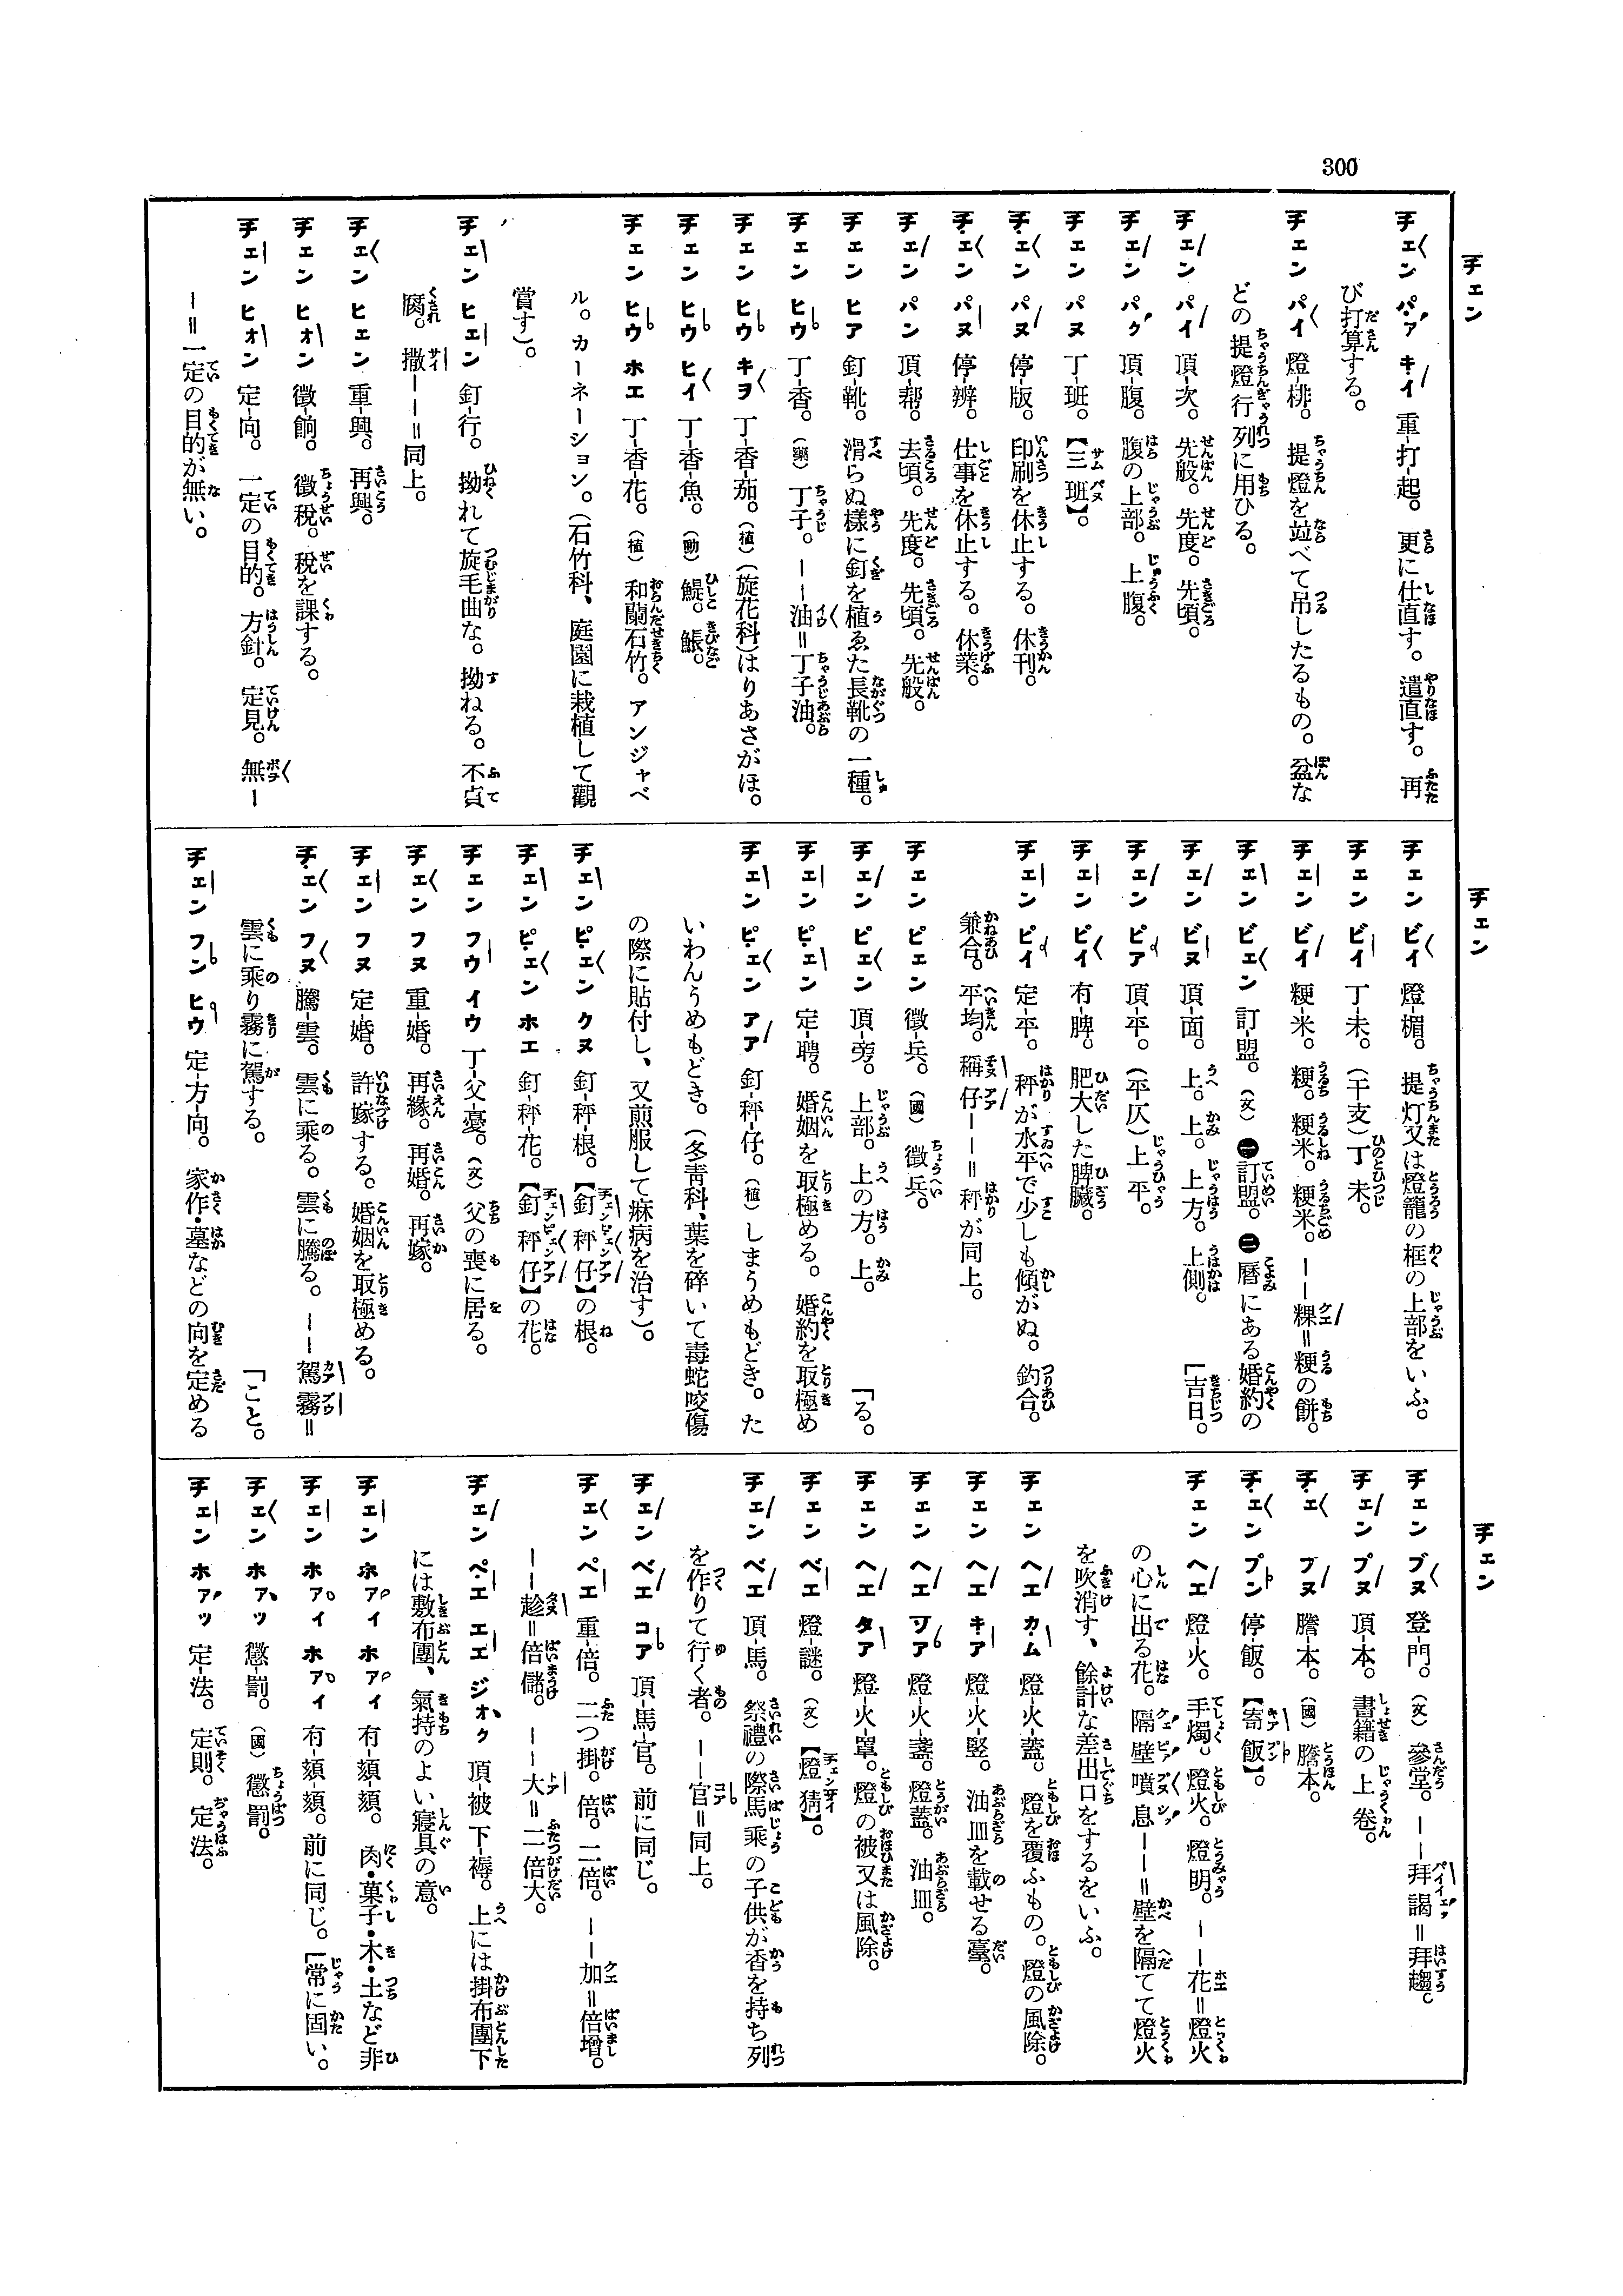 300
チェン
チェン
チェン
チェン パア キイ 重-打-起。更に仕直す。遣直す。再
び打算する。
チェン パイ 燈-棑。提燈を竝べて吊したるもの。盆な
どの提燈行列に用ひる。
チェン パイ 頂-次。先般。先度。先頃。
チェン パク 頂-腹。腹の上部。上腹。
チェン パヌ 丁-班。【三班】。
チェン パヌ 停-版。印刷を休止する。休刊。
チェン パヌ 停-辨。仕事を休止する。休業。
チェン パン 頂-帮。去頃。先度。先頃。先般。
チェン ヒア 釘-靴。滑らぬ樣に釘を植ゑた長靴の一種。
チェン ヒウ 丁-香。(藥) 丁子。――油=丁子油。
チェン ヒウ キヲ 丁-香-茄。(植)(旋花科)はりあさがほ。
チェン ヒウ ヒイ 丁-香-魚。(動) 鯷。鮾。
チェン ヒウ ホエ 丁-香-花。(植) 和蘭石竹。アンジャベ
ル。カーネーション。(石竹科、庭園に栽植して觀
賞す)。
チェン ヒェン 釘-行。拗れて旋毛曲な。拗ねる。不貞
腐。撒――=同上。
チェン ヒェン 重-興。再興。
チェン ヒォン 徵-餉。徵稅。稅を課する。
チェン ヒォン 定-向。一定の目的。方針。定見。無―
―=一定の目的が無い。
チェン ビイ 燈-楣。提灯又は燈籠の框の上部をいふ。
チェン ビイ 丁-未。(干支)丁未。
チェン ビイ 粳-米。粳。粳米。粳米。――粿=粳の餅。
チェン ビェン 訂-盟。(文) ㊀訂盟。㊁曆にある婚約の
[吉日。
チェン ビヌ 頂-面。上。上。上方。上側。
チェン ピア 頂-平。(平仄)上平。
チェン ピイ 有-脾。肥大した脾臟。
チェン ピイ 定-平。秤が水平で少しも傾がぬ。釣合。
兼合。平均。稱仔――=秤が同上。
チェン ピェン 徵-兵。(國) 徵兵。
チェン ピェン 頂-旁。上部。上の方。上。
チェン ピェン 定-聘。婚姻を取極める。婚約を取極め
「る。
チェン ピェン アア 釘-秤-仔。(植) しまうめもどき。た
いわんうめもどき。(冬青科、葉を碎いて毒蛇咬傷
の際に貼付し、又煎服して痳病を治す)。
チェン ピェン クヌ 釘-秤-根。【釘秤仔】の根。
チェン ピェン ホエ 釘-秤-花。【釘秤仔】の花。
チェン フウ イウ 丁-父-憂。(文) 父の喪に居る。
チェン フヌ 重-婚。再緣。再婚。再嫁。
チェン フヌ 定-婚。許嫁する。婚姻を取極める。
チェン フヌ 騰-雲。雲に乘る。雲に騰る。――駕霧=
雲に乘り霧に駕する。
「こと。
チェン フン ヒウ 定-方-向。家作・墓などの向を定める
チェン ブヌ 登-門。(文) 參堂。――拜謁=拜趨。
チェン プヌ 頂-本。書籍の上卷。
チェン プヌ 謄-本。(國) 謄本。
チェン プン 停-飯。【寄飯】。
チェン ヘエ 燈-火。手燭。燈火。燈明。――花=燈火
の心に出る花。隔壁噴息――=壁を隔てて燈火
を吹消す、餘計な差出口をするをいふ。
チェン ヘエ カム 燈-火-蓋。燈を覆ふもの。燈の風除。
チェン ヘエ キア 燈-火-竪。油皿を載せる臺。
チェン ヘエ ツア 燈-火-盞。燈蓋。油皿。
チェン ヘエ タア 燈-火-罩。燈の被又は風除。
チェン ベエ 燈-謎。(文)【燈猜】。
チェン ベエ 頂-馬。祭禮の際馬乘の子供が香を持ち列
を作りて行く者。――官=同上。
チェン ベエ コア 頂-馬官。前に同じ。
チェン ペエ 重-倍。二つ掛。倍。二倍。――加=倍增。
――趁=倍儲。――大=二倍大。
チェン ペエ エエ ジオク 頂-被 下-褥。上には掛布團下
には敷布團、氣持のよい寢具の意。
チェン ホアイ ホアイ 有-頦-頦。肉・菓子・木・土など非
[常に固い。
チェン ホアイ ホアイ 有-頦-頦。前に同じ。
チェン ホアッ 懲-罰。(國) 懲罰。
チェン ホアッ 定-法。定則。定法。